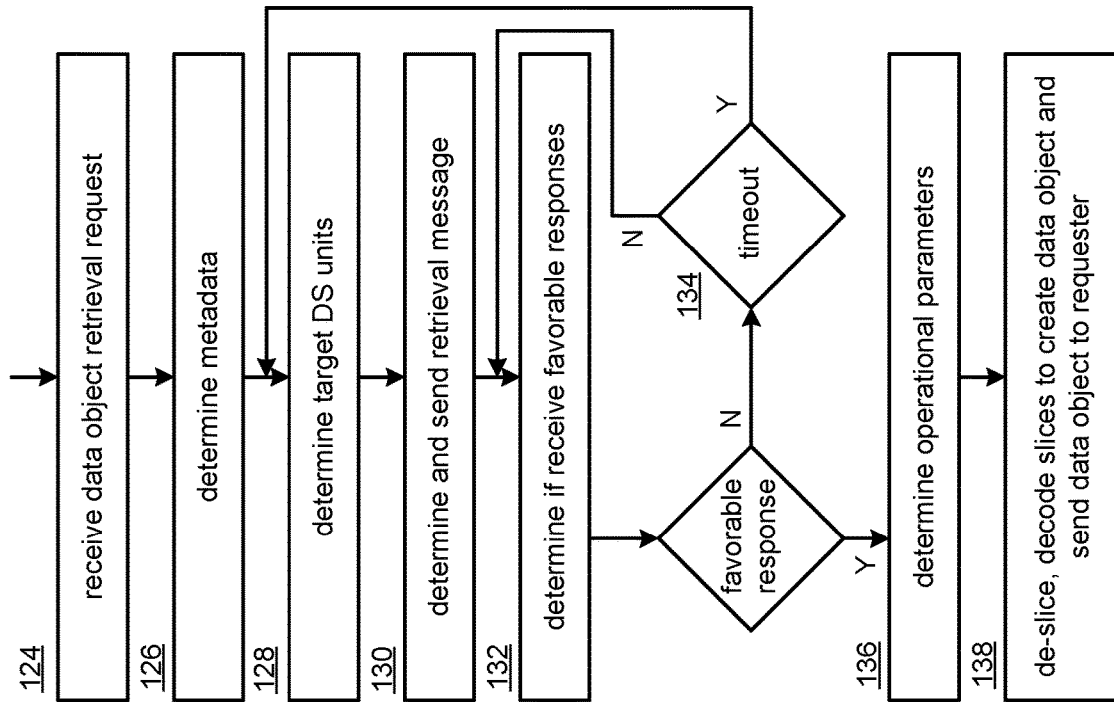 124
receive data object retrieval request
126
determine metadata
128
determine target DS units
130
determine and send retrieval message
132
determine if receive favorable responses
favorable
response
N
Y
134
timeout
N
Y
136
determine operational parameters
138
de-slice, decode slices to create data object and
send data object to requester